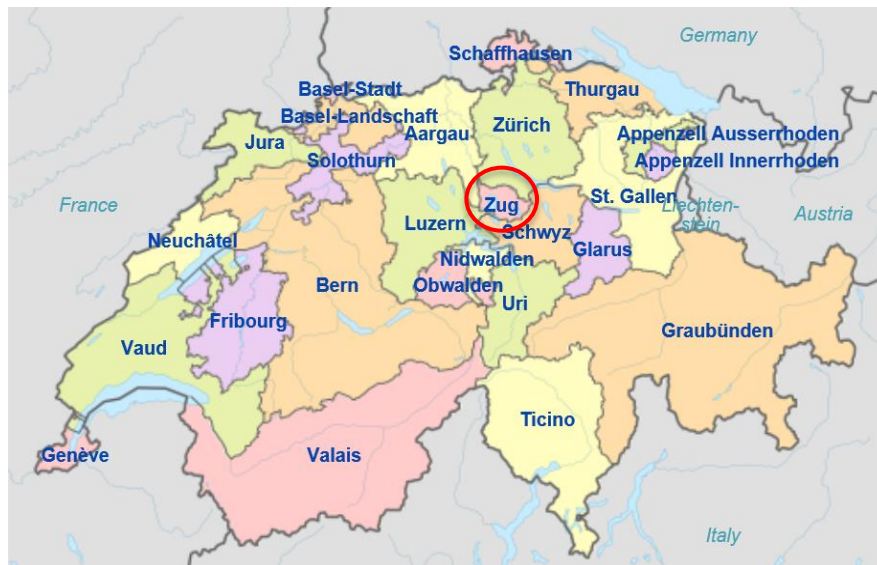 Germany
Schaffhausen
Basel-Stadt
Thurgau
Basel-Landschaft
Zürich
Aargau
Appenzell Ausserrhoden
Jura
Solothurn
Appenzell Innerrhoden
France
Zug
St. Gallen
Liechten-
stein
Austria
Luzern
Neuchâtel
Schwyz
Nidwalden
Glarus
Bern
Obwalden
Uri
Fribourg
Graubünden
Vaud
Ticino
Genève
Valais
Italy